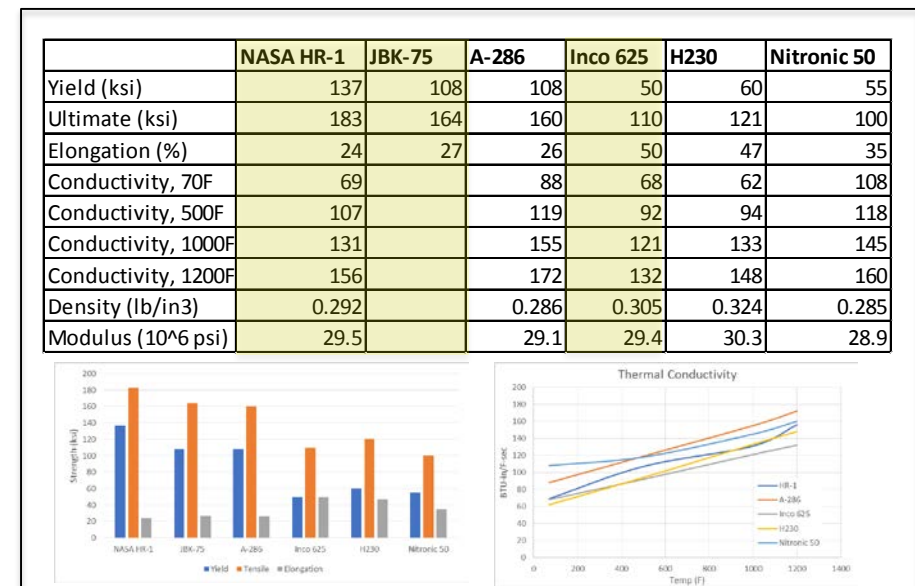 NASA HR-1 JBK-75 A-286 Inco 625 H230 Nitronic 50
Yield (ksi) 137 108 108 50 60 55
Ultimate (ksi) 183 164 160 110 121 100
Elongation (%) 24 27 26 50 47 35
Conductivity, 70F 69 88 68 62 108
Conductivity, 500F 107 119 92 94 118
Conductivity, 1000F 131 155 121 133 145
Conductivity, 1200F 156 172 132 148 160
Density (lb/in3) 0.292 0.286 0.305 0.324 0.285
Modulus (10^6 psi) 29.5 29.1 29.4 30.3 28.9
200
180
160
140
120
100
80
60
40
20
0
Strength (ksi)
NASA HR-1 JBK-75 A-286 Inco 625 H230 Nitronic 50
Yield Tensile Elongation
Thermal Conductivity
200
180
160
140
120
100
80
60
40
20
0
BTU-in/F-sec
HR-1
A-286
Inco 625
H230
Nitronic 50
0 200 400 600 800 1000 1200 1400
Temp (F)